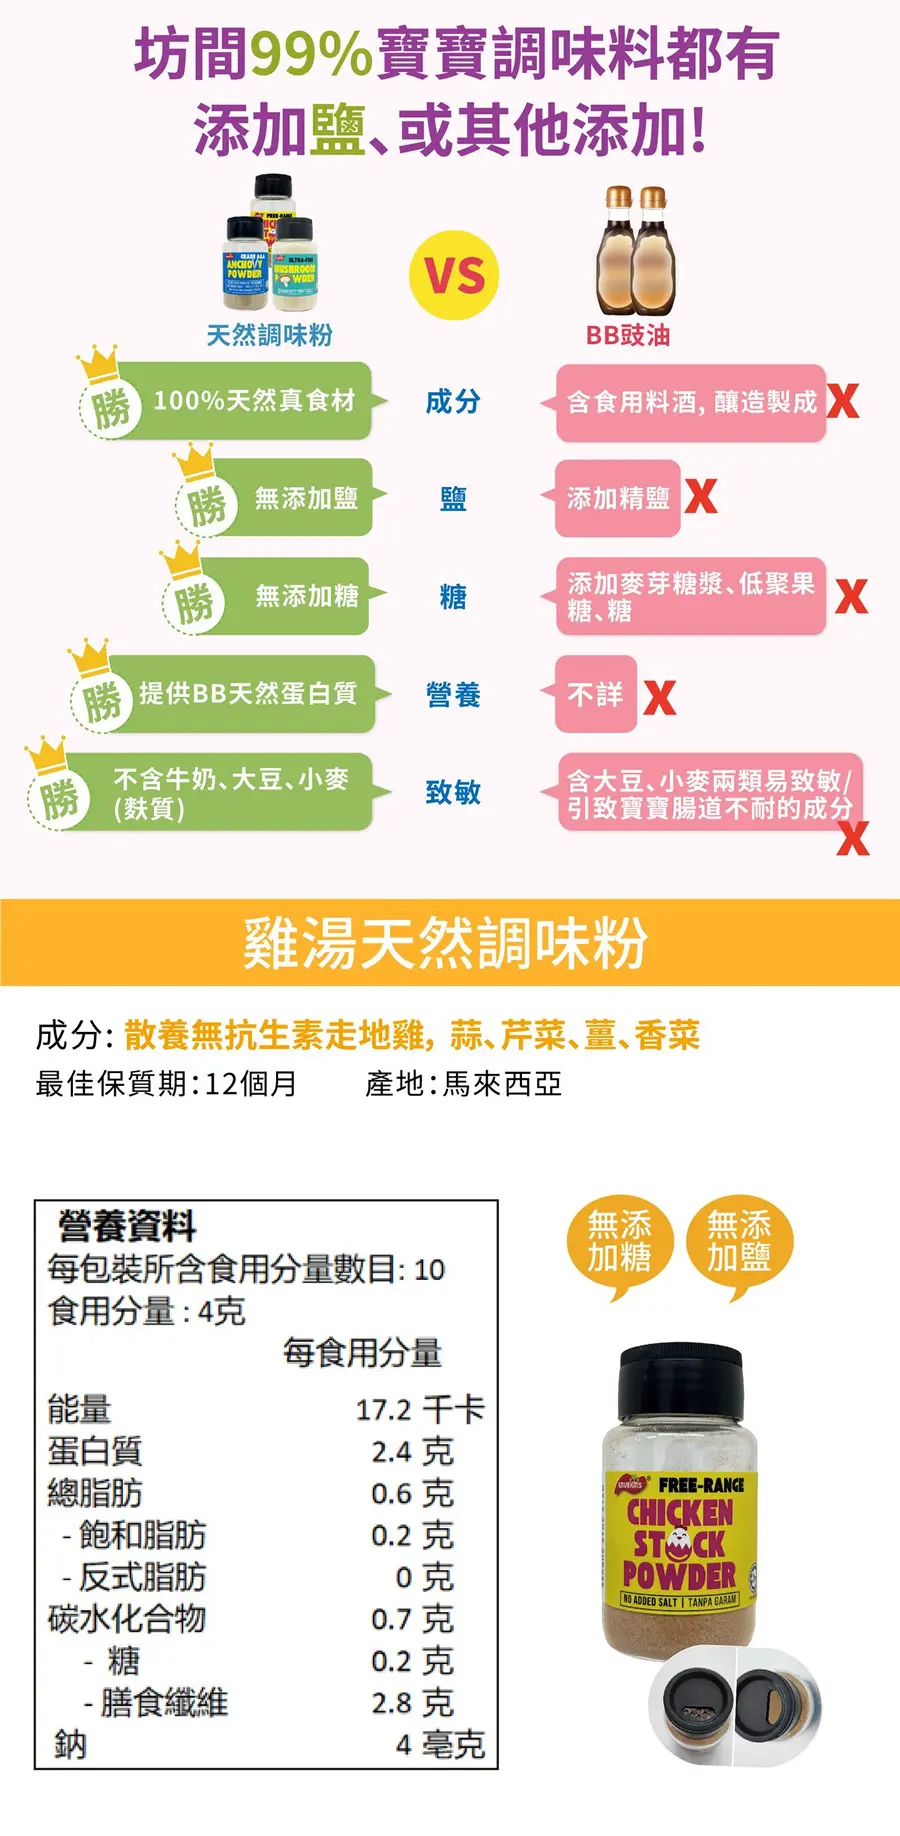 坊間99%寶寶調味料都有
添加鹽、或其他添加!
FREE-RANGE
GRADE AAA
ANCHOVY
POWDER
ULTRA-FINE
MUSHROOM
POWDER
VS
天然調味粉
BB豉油
勝
100%天然真食材
成分
含食用料酒, 釀造製成
X
勝
無添加鹽
鹽
添加精鹽
X
勝
無添加糖
糖
添加麥芽糖漿、低聚果
糖、糖
X
勝
提供BB天然蛋白質
營養
不詳
X
勝
不含牛奶、大豆、小麥
(麩質)
致敏
含大豆、小麥兩類易致敏/
引致寶寶腸道不耐的成分
X
雞湯天然調味粉
成分: 散養無抗生素走地雞, 蒜、芹菜、薑、香菜
最佳保質期:12個月 產地:馬來西亞
營養資料
每包裝所含食用分量數目: 10
食用分量 : 4克
每食用分量
能量 17.2 千卡
蛋白質 2.4 克
總脂肪 0.6 克
- 飽和脂肪 0.2 克
- 反式脂肪 0 克
碳水化合物 0.7 克
- 糖 0.2 克
- 膳食纖維 2.8 克
鈉 4 毫克
無添
加糖
無添
加鹽
FREE-RANGE
CHICKEN
STOCK
POWDER
NO ADDED SALT | TANPA GARAM